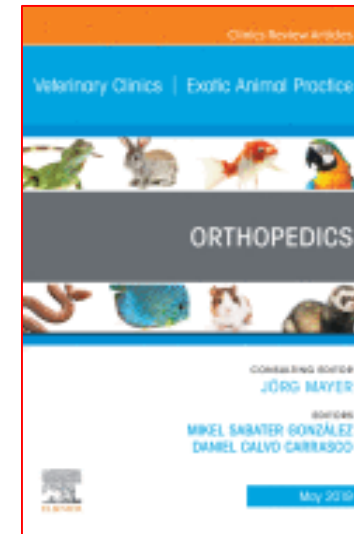 Clinics Review Articles
Veterinary Clinics | Exotic Animal Practice
ORTHOPEDICS
CONSULTING EDITOR
JÖRG MAYER
EDITORS
MIKEL SABATER GONZÁLEZ
DANIEL CALVO CARRASCO
ELSEVIER
May 2019